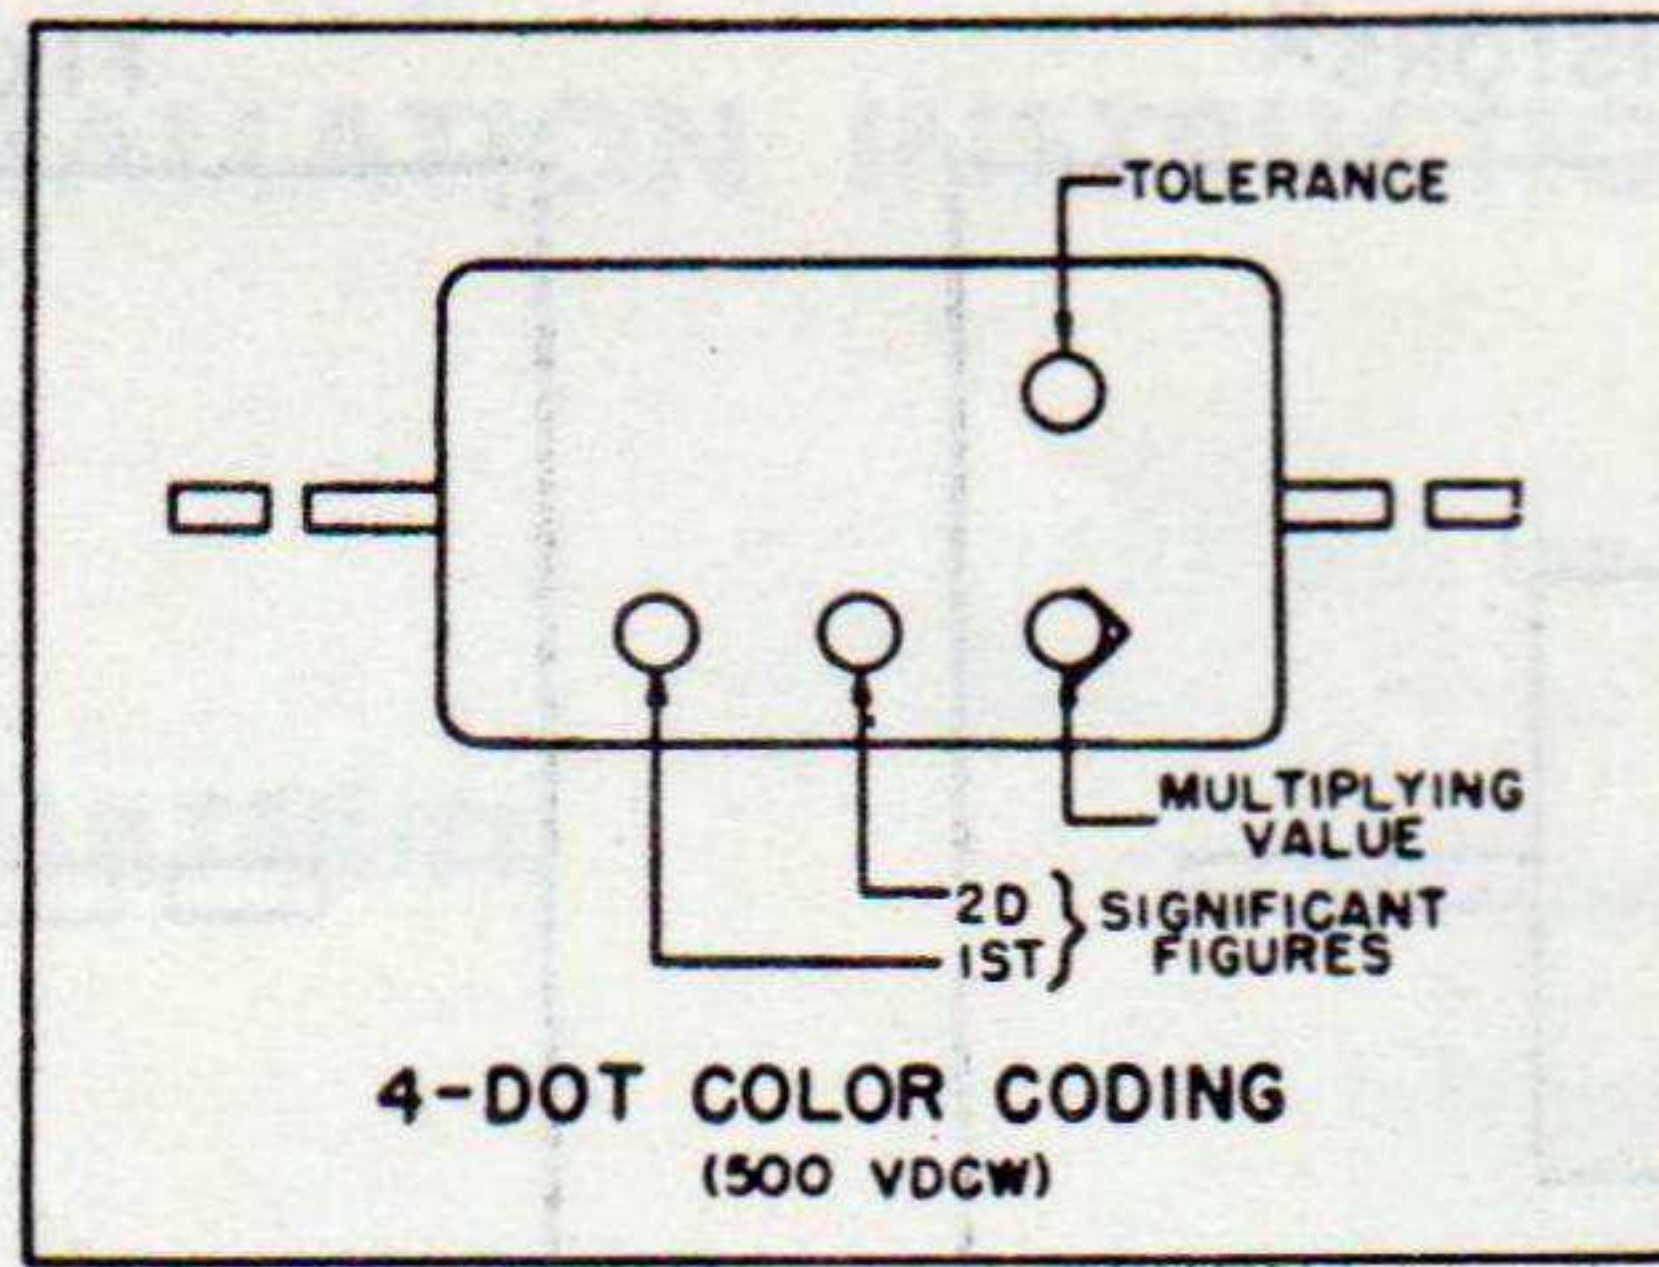 TOLERANCE
MULTIPLYING
VALUE
2D } SIGNIFICANT
1ST } FIGURES
4-DOT COLOR CODING
(500 VDCW)